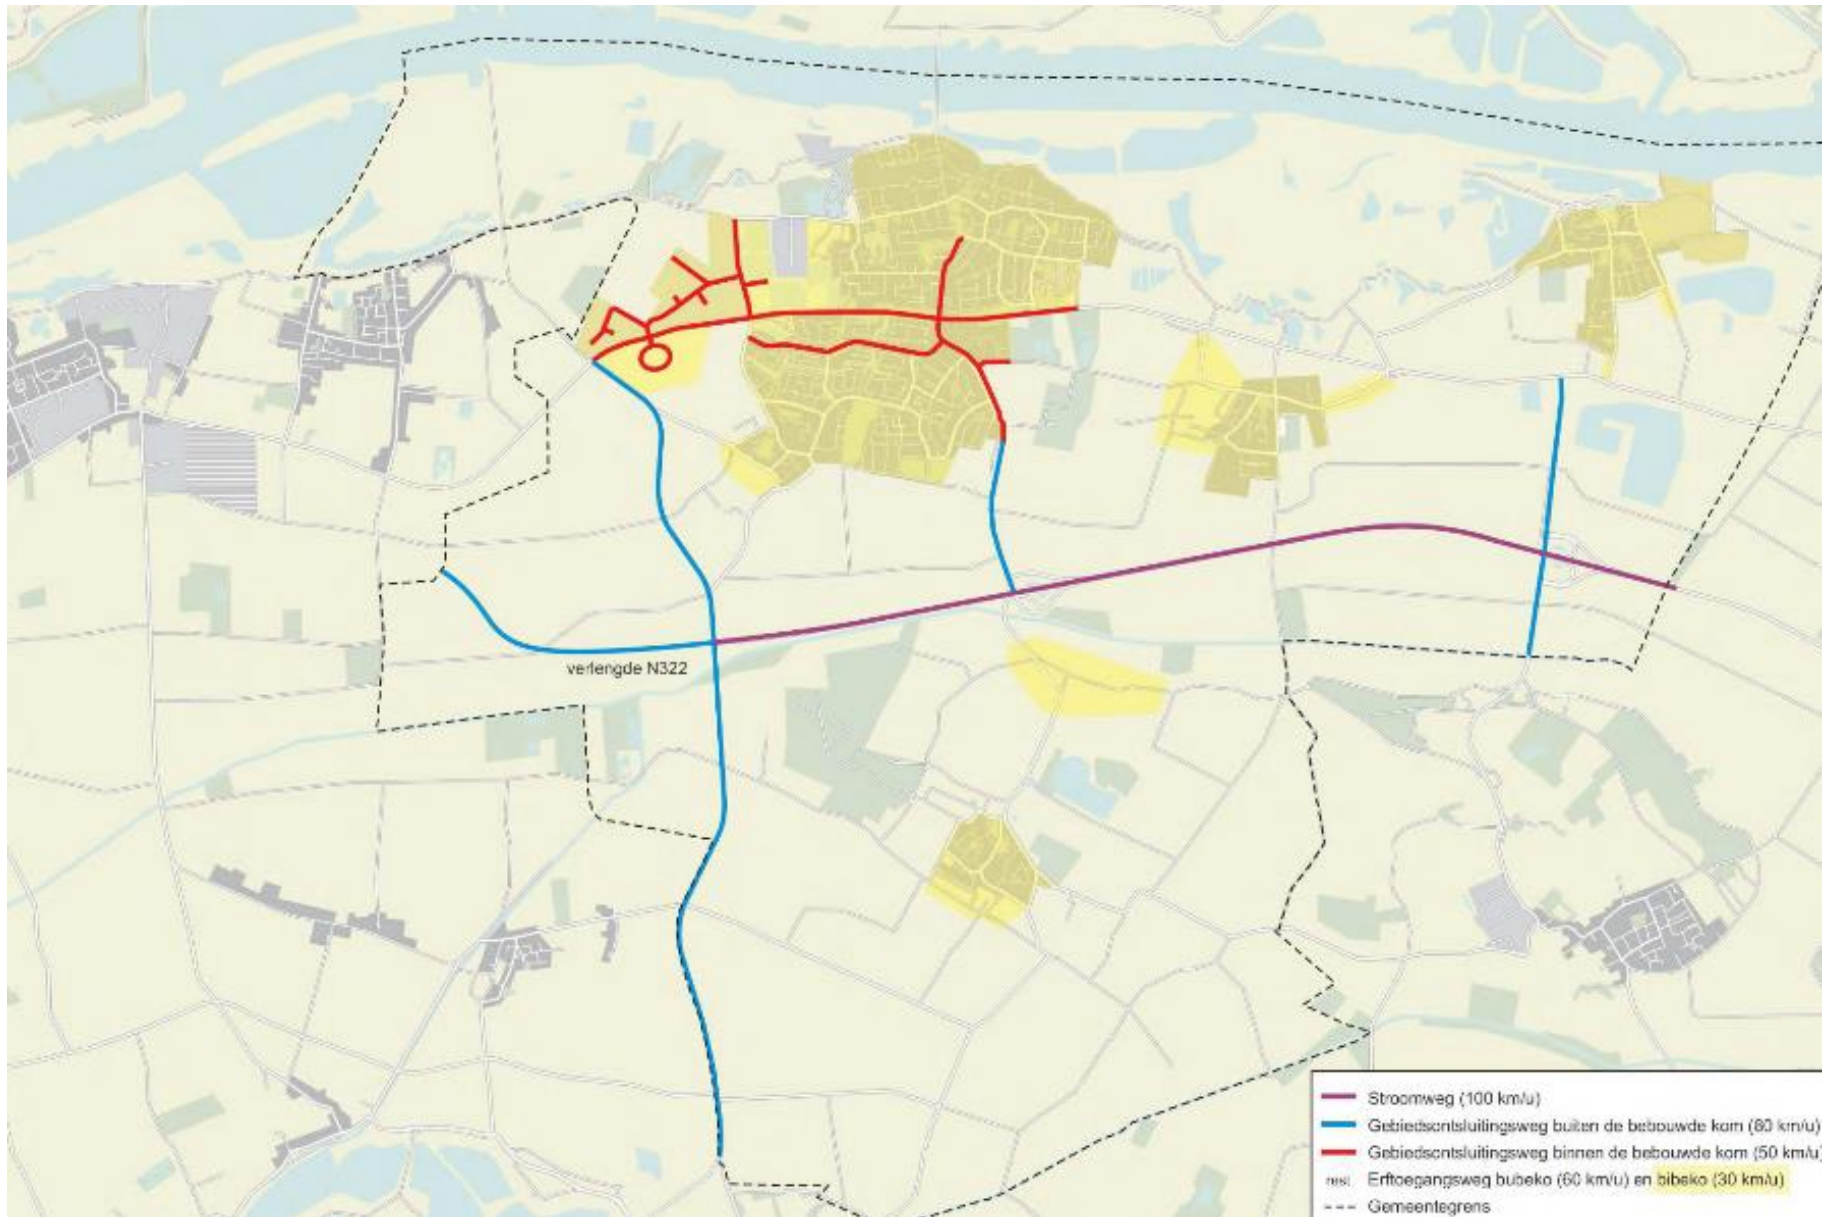 verlengde N322
Stroomweg (100 km/u)
Gebiedsontsluitingsweg buiten de bebouwde kom (80 km/u)
Gebiedsontsluitingsweg binnen de bebouwde kom (50 km/u)
rest Erftoegangsweg bubeko (60 km/u) en bibeko (30 km/u)
Gemeentegrens